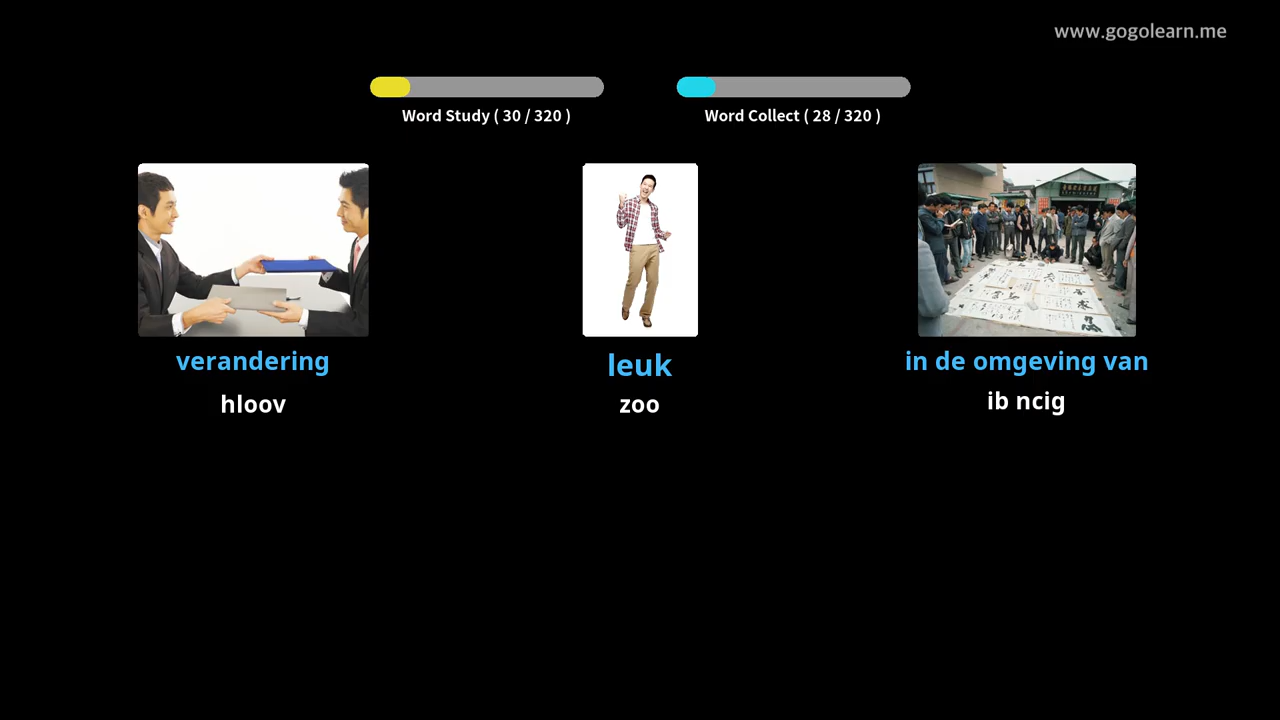 www.gogolearn.me
Word Study ( 30 / 320 )
Word Collect ( 28 / 320 )
verandering
leuk
in de omgeving van
hloov
zoo
ib ncig